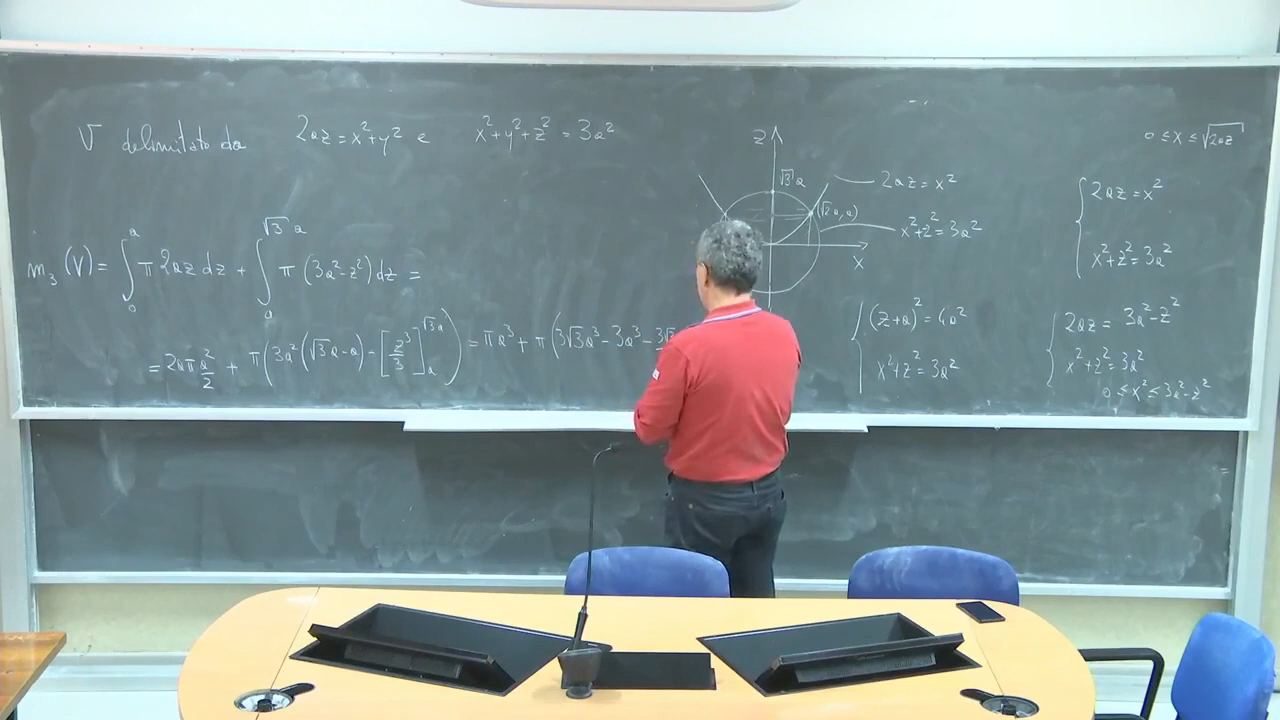 V delimitato da 2az = x²+y² e x²+y²+z² = 3a²
m₃(V) = ∫₀ᵃ π 2az dz + ∫ₐ^{√3 a} π (3a²-z²) dz =
= 2aπ a²/2 + π(3a²(√3a-a) - [z³/3]ₐ^{√3a}) = πa³ + π(3√3a³-3a³-3√3
z
√3a
2az = x²
(√2a,a)
x²+z² = 3a²
x
0 ≤ x ≤ √2az
{ 2az = x²
x²+z² = 3a²
{ (z+a)² = 4a²
x²+z² = 3a²
{ 2az = 3a²-z²
x²+z² = 3a²
0 ≤ x² ≤ 3a²-z²